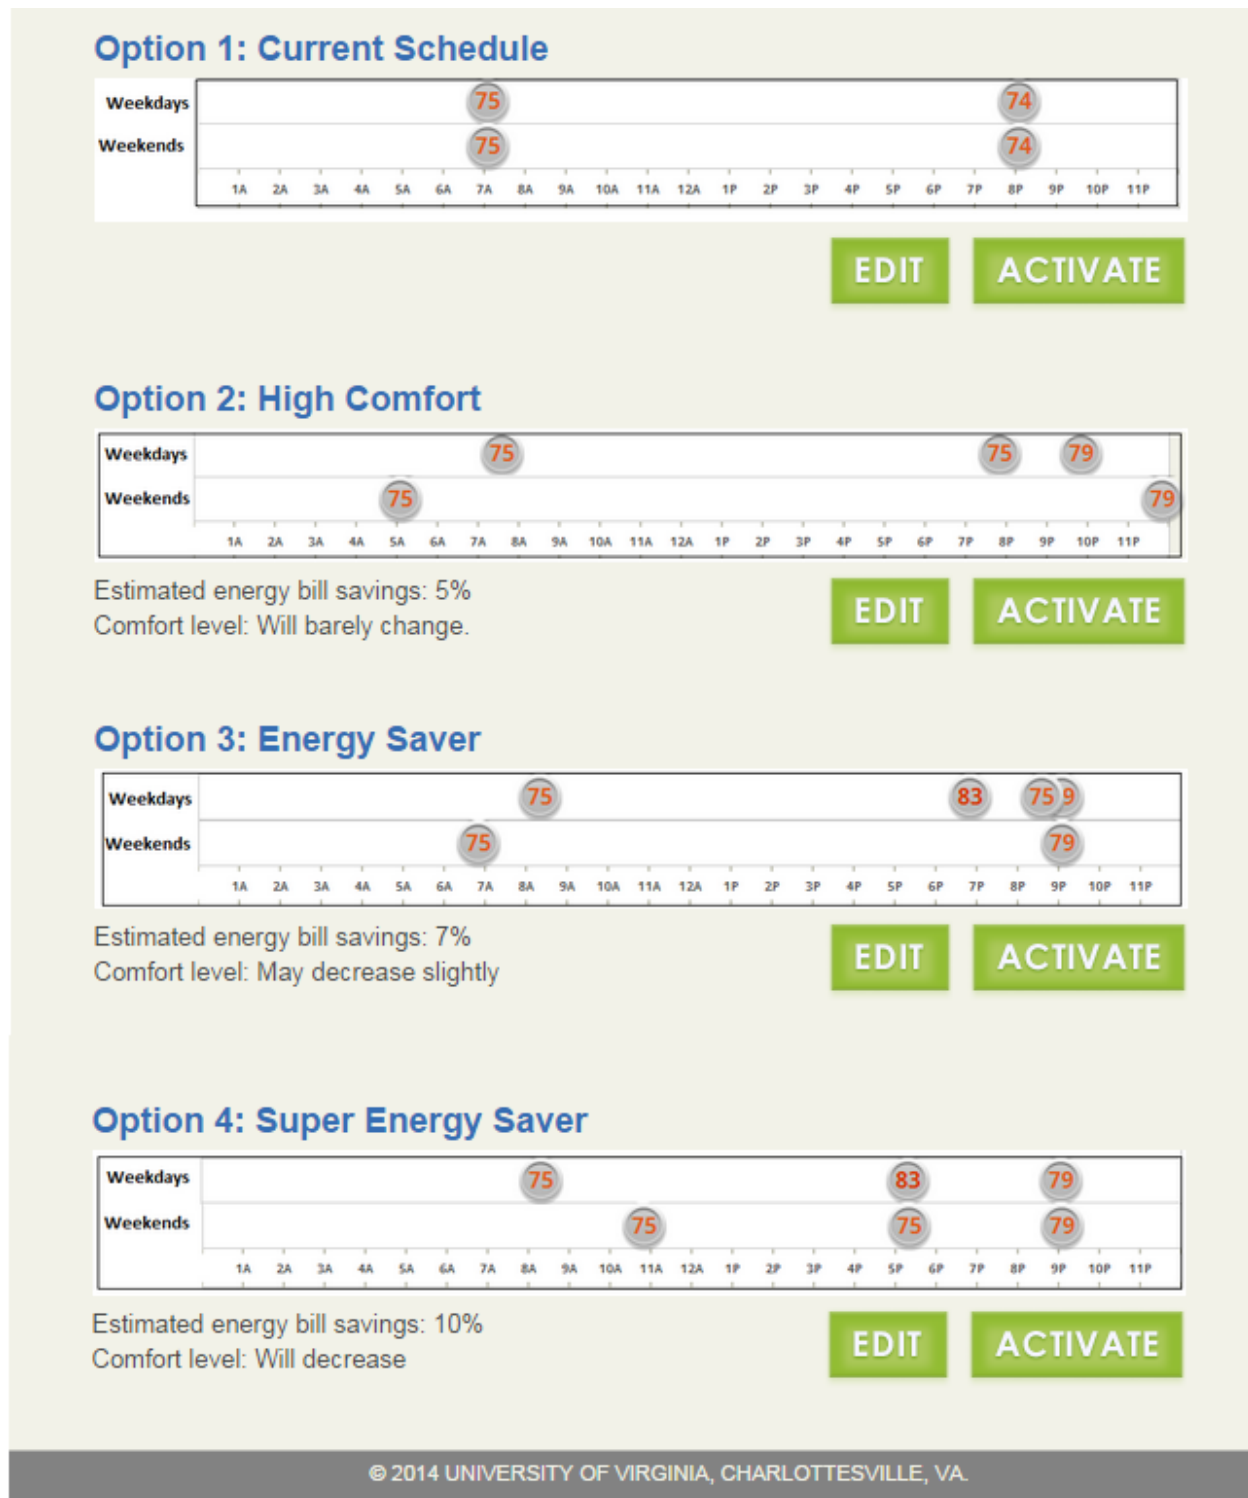 Option 1: Current Schedule
Weekdays 75 74
Weekends 75 74
1A 2A 3A 4A 5A 6A 7A 8A 9A 10A 11A 12A 1P 2P 3P 4P 5P 6P 7P 8P 9P 10P 11P
EDIT ACTIVATE
Option 2: High Comfort
Weekdays 75 75 79
Weekends 75 79
1A 2A 3A 4A 5A 6A 7A 8A 9A 10A 11A 12A 1P 2P 3P 4P 5P 6P 7P 8P 9P 10P 11P
Estimated energy bill savings: 5%
Comfort level: Will barely change.
EDIT ACTIVATE
Option 3: Energy Saver
Weekdays 75 83 75 9
Weekends 75 79
1A 2A 3A 4A 5A 6A 7A 8A 9A 10A 11A 12A 1P 2P 3P 4P 5P 6P 7P 8P 9P 10P 11P
Estimated energy bill savings: 7%
Comfort level: May decrease slightly
EDIT ACTIVATE
Option 4: Super Energy Saver
Weekdays 75 83 79
Weekends 75 75 79
1A 2A 3A 4A 5A 6A 7A 8A 9A 10A 11A 12A 1P 2P 3P 4P 5P 6P 7P 8P 9P 10P 11P
Estimated energy bill savings: 10%
Comfort level: Will decrease
EDIT ACTIVATE
© 2014 UNIVERSITY OF VIRGINIA, CHARLOTTESVILLE, VA.